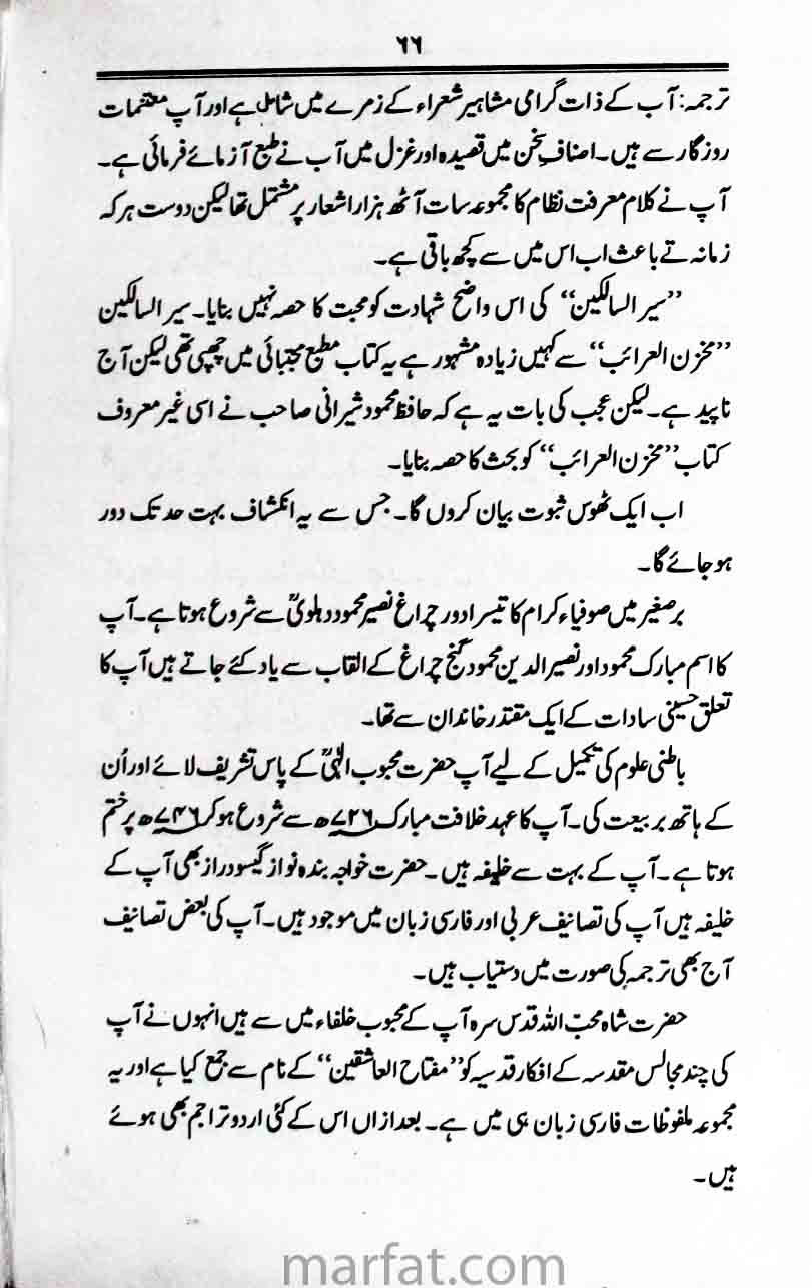 ٦٦
ترجمہ: آپ کے ذات گرامی مشاہیر شعراء کے زمرے میں شامل ہے اور آپ مغتنمات
روزگار سے ہیں۔ اصنافِ سخن میں قصیدہ اور غزل میں آپ نے طبع آزمائے فرمائی ہے۔
آپ نے کلام معرفت نظام کا مجموعہ سات آٹھ ہزار اشعار پر مشتمل تھا لیکن دوست ہرکہ
زمانہ تے باعث اب اس میں سے کچھ باقی ہے۔
”سیر السالکین“ کی اس واضح شہادت کو محبت کا حصہ نہیں بنایا۔ سیر السالکین
”مخزن الغرائب“ سے کہیں زیادہ مشہور ہے یہ کتاب مطبع مجتبائی میں چھپی تھی لیکن آج
ناپید ہے۔ لیکن عجب کی بات یہ ہے کہ حافظ محمود شیرانی صاحب نے اسی غیر معروف
کتاب ”مخزن الغرائب“ کو بحث کا حصہ بنایا۔
اب ایک ٹھوس ثبوت بیان کروں گا۔ جس سے یہ انکشاف بہت حد تک دور
ہو جائے گا۔
برصغیر میں صوفیاء کرام کا تیسرا دور چراغ نصیر محمود دہلویؒ سے شروع ہوتا ہے۔ آپ
کا اسم مبارک محمود اور نصیر الدین محمود گنج چراغ کے القاب سے یاد کئے جاتے ہیں آپ کا
تعلق حسینی سادات کے ایک مقتدر خاندان سے تھا۔
باطنی علوم کی تکمیل کے لیے آپ حضرت محبوب الٰہیؒ کے پاس تشریف لائے اور اُن
کے ہاتھ پر بیعت کی۔ آپ کا عہد خلافت مبارک ۷۲۶ھ سے شروع ہو کر ۷۴۶ھ پر ختم
ہوتا ہے۔ آپ کے بہت سے خلیفہ ہیں۔ حضرت خواجہ بندہ نواز گیسو دراز بھی آپ کے
خلیفہ ہیں آپ کی تصانیف عربی اور فارسی زبان میں موجود ہیں۔ آپ کی بعض تصانیف
آج بھی ترجمہ کی صورت میں دستیاب ہیں۔
حضرت شاہ محبّ اللہ قدس سرہ آپ کے محبوب خلفاء میں سے ہیں انہوں نے آپ
کی چند مجالس مقدسہ کے افکار قدسیہ کو ”مفتاح العاشقین“ کے نام سے جمع کیا ہے اور یہ
مجموعہ ملفوظات فارسی زبان ہی میں ہے۔ بعد ازاں اس کے کئی اردو تراجم بھی ہوئے
ہیں۔
marfat.com